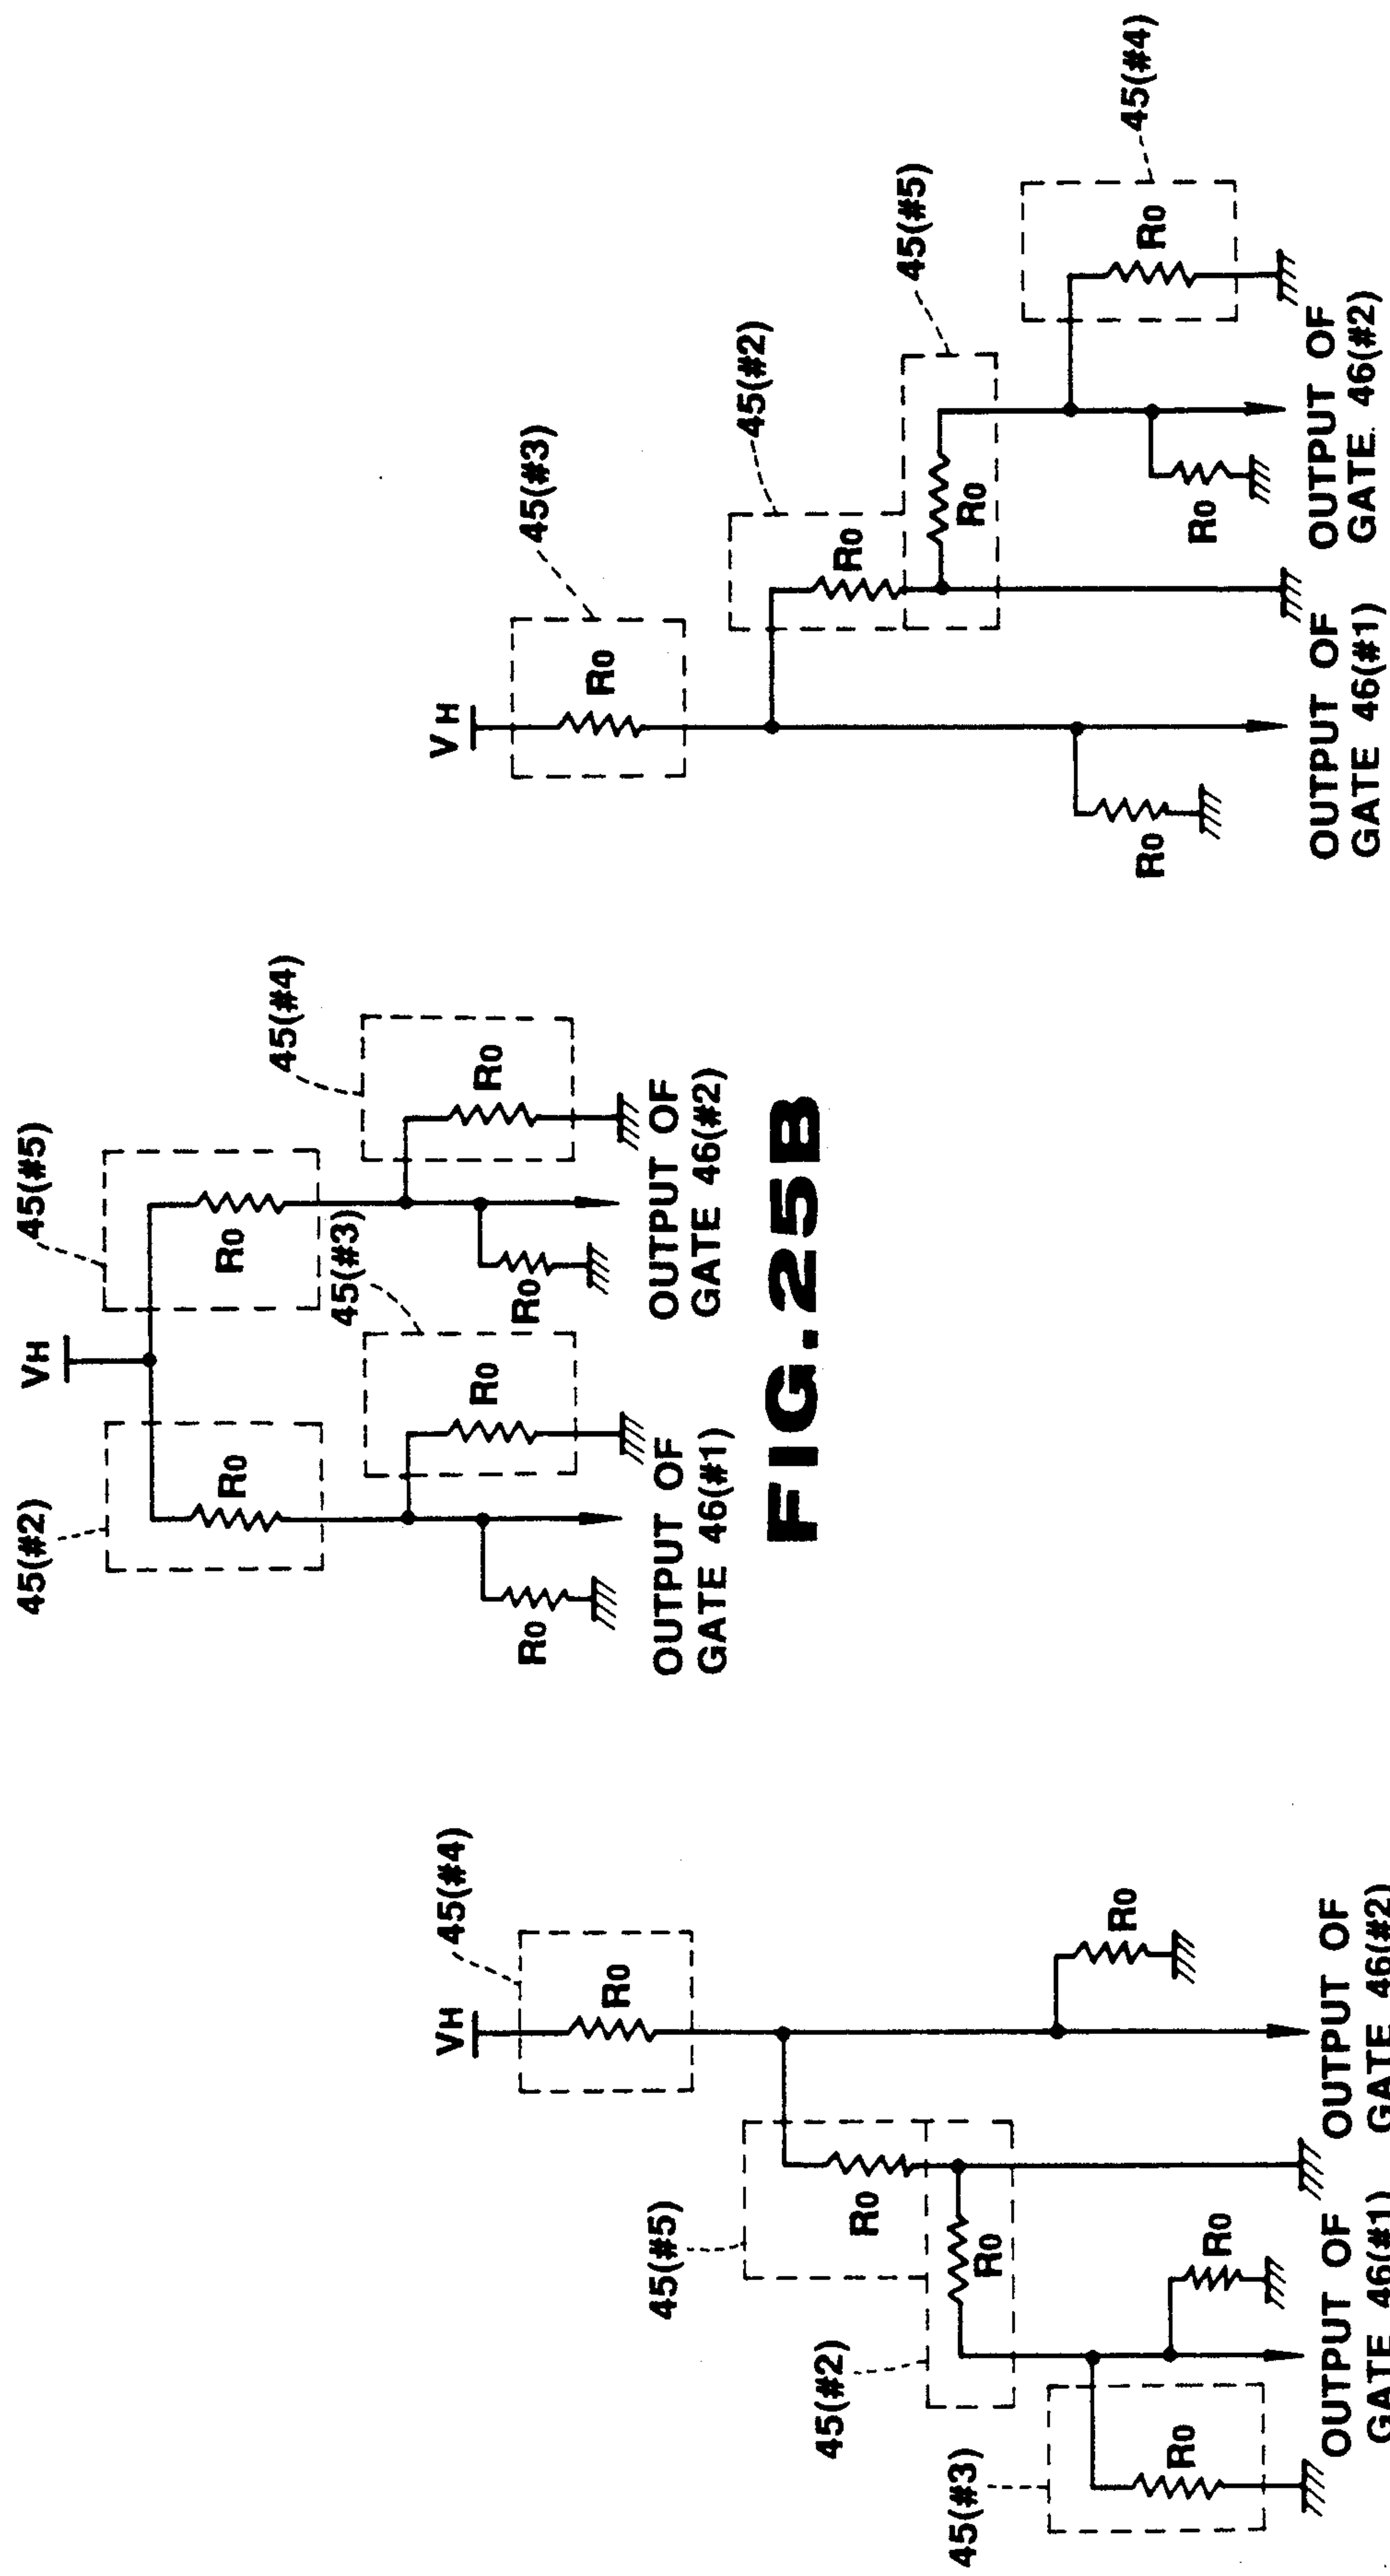 45(#4)
VH
R0
45(#5)
R0
45(#2)
R0
45(#3)
R0
R0
R0
OUTPUT OF
GATE 46(#1)
OUTPUT OF
GATE 46(#2)
45(#2)
VH
45(#5)
R0
R0
45(#3)
45(#4)
R0
R0
R0
R0
OUTPUT OF
GATE 46(#1)
OUTPUT OF
GATE 46(#2)
FIG.25B
VH
45(#3)
R0
45(#2)
R0
45(#5)
R0
45(#4)
R0
R0
R0
OUTPUT OF
GATE 46(#1)
OUTPUT OF
GATE. 46(#2)